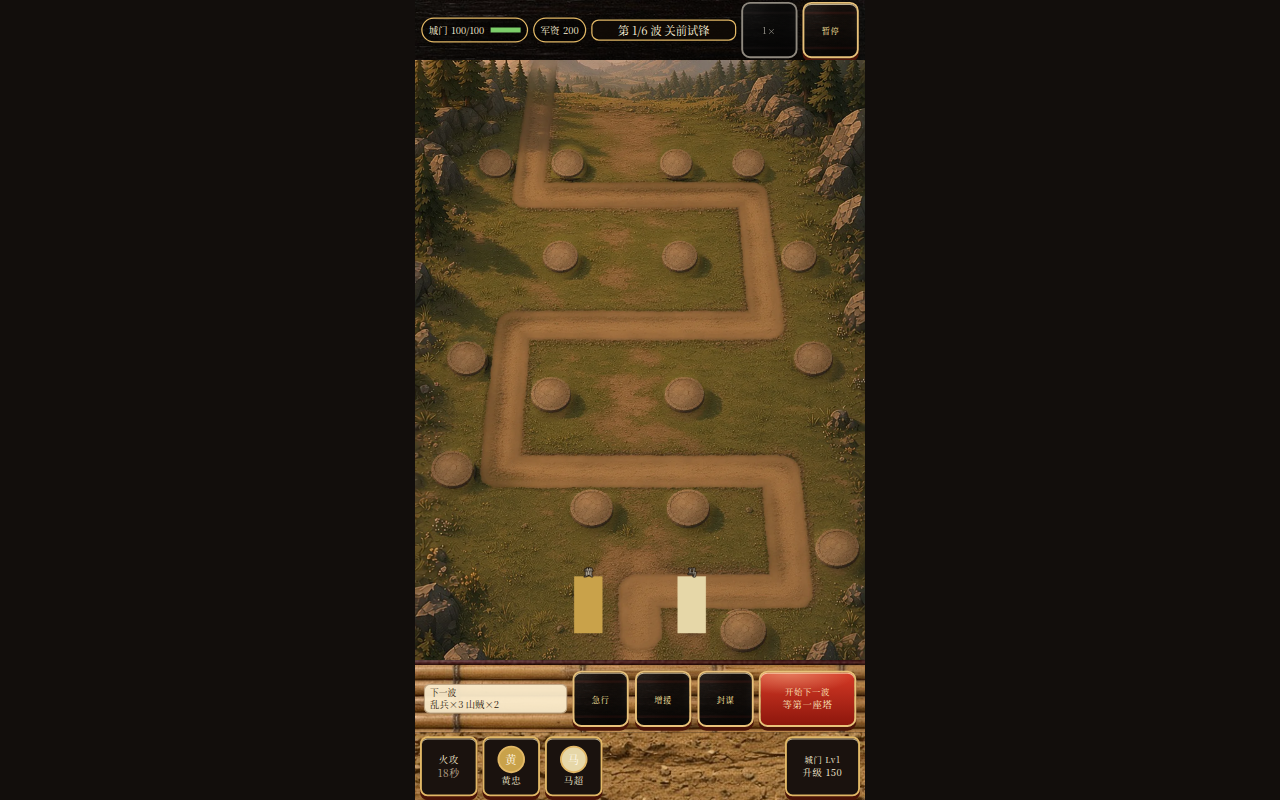 城门 100/100
军资 200
第 1/6 波 关前试锋
1×
暂停
黄
马
下一波
乱兵×3 山贼×2
急行
增援
封谋
开始下一波
等第一座塔
火攻
18秒
黄
黄忠
马
马超
城门 Lv1
升级 150